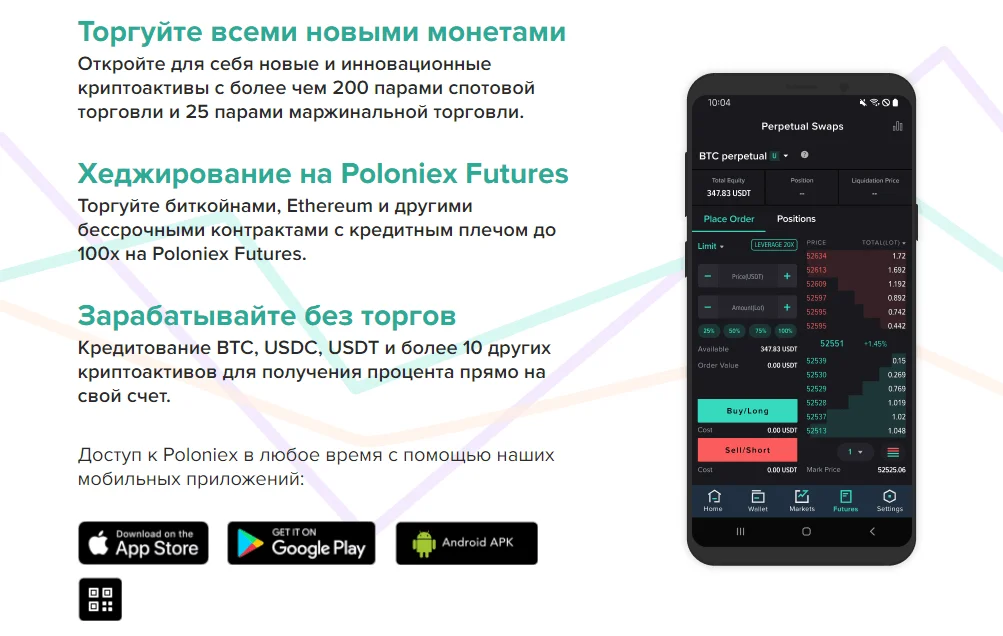 Торгуйте всеми новыми монетами
Откройте для себя новые и инновационные
криптоактивы с более чем 200 парами спотовой
торговли и 25 парами маржинальной торговли.
Хеджирование на Poloniex Futures
Торгуйте биткойнами, Ethereum и другими
бессрочными контрактами с кредитным плечом до
100x на Poloniex Futures.
Зарабатывайте без торгов
Кредитование BTC, USDC, USDT и более 10 других
криптоактивов для получения процента прямо на
свой счет.
Доступ к Poloniex в любое время с помощью наших
мобильных приложений:
Download on the
App Store
GET IT ON
Google Play
Android APK
10:04
Perpetual Swaps
BTC perpetual U
Total Equity Position Liquidation Price
347.83 USDT -- --
Place Order Positions
Limit LEVERAGE 20X
Price(USDT)
Amount(Lot)
25% 50% 75% 100%
Available 347.83 USDT
Order Value 0.00 USDT
Buy/Long
Cost 0.00 USDT
Sell/Short
Cost 0.00 USDT
PRICE TOTAL(LOT)
52634 1.72
52613 1.692
52609 1.192
52597 0.892
52595 0.742
52595 0.442
52551 +1.45%
52539 0.15
52530 0.269
52529 0.769
52528 1.019
52537 1.02
52513 1.048
1
Mark Price 52525.06
Home Wallet Markets Futures Settings